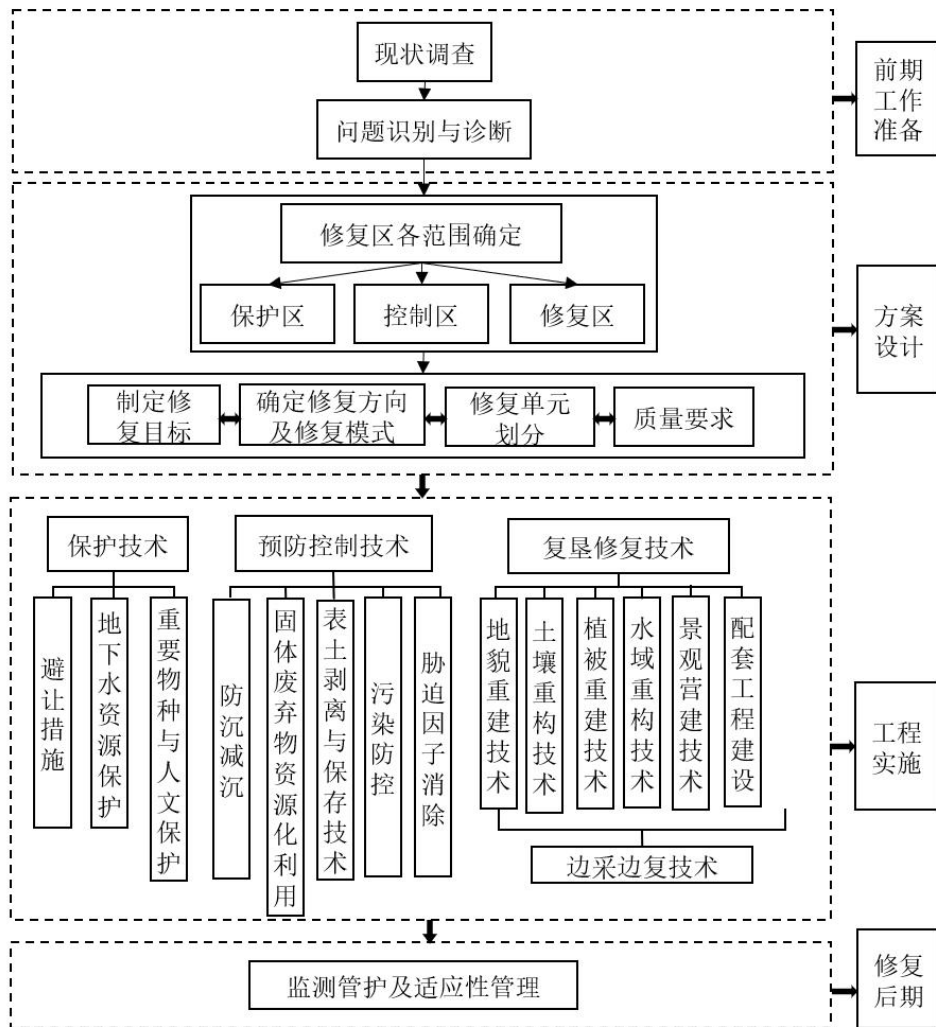 现状调查
问题识别与诊断
前期
工作
准备
修复区各范围确定
保护区
控制区
修复区
制定修
复目标
确定修复方向
及修复模式
修复单元
划分
质量要求
方案
设计
保护技术
避让措施
地下水资源保护
重要物种与人文保护
预防控制技术
防沉减沉
固体废弃物资源化利用
表土剥离与保存技术
污染防控
胁迫因子消除
复垦修复技术
地貌重建技术
土壤重构技术
植被重建技术
水域重构技术
景观营建技术
配套工程建设
边采边复技术
工程
实施
监测管护及适应性管理
修复
后期